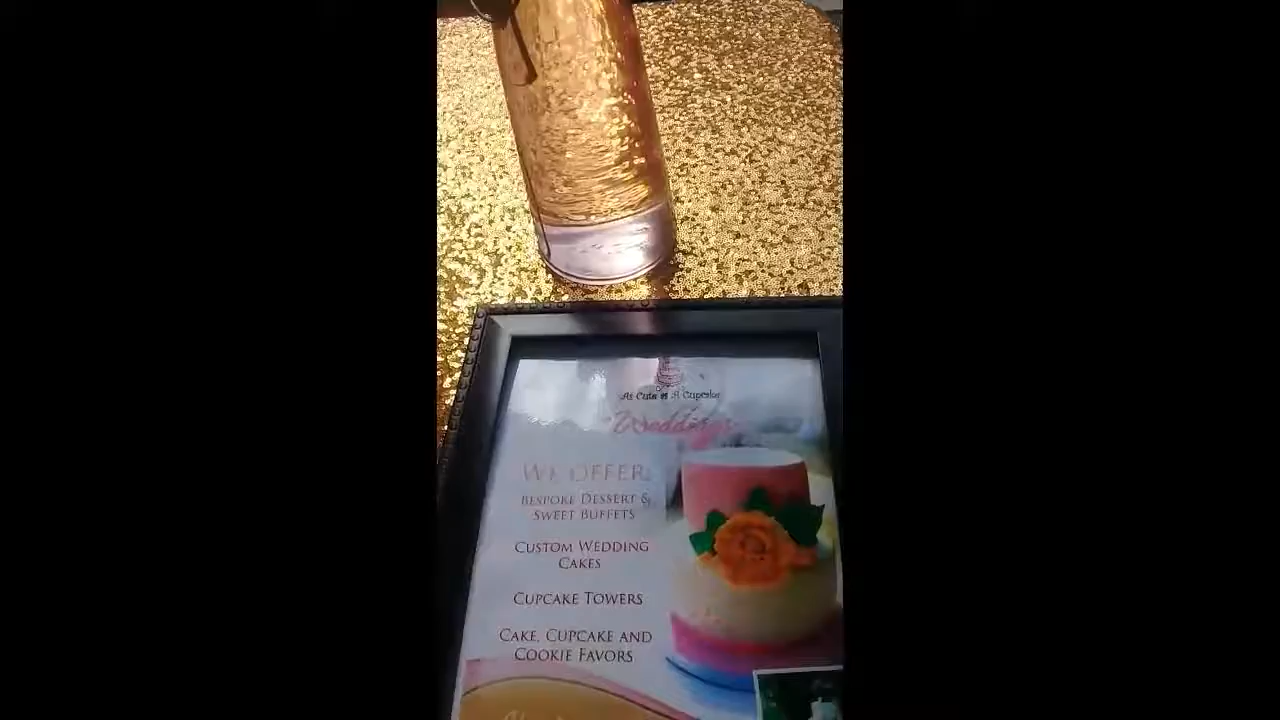 As Cute as A Cupcake
Weddings
WE OFFER:
BESPOKE DESSERT &
SWEET BUFFETS
CUSTOM WEDDING
CAKES
CUPCAKE TOWERS
CAKE, CUPCAKE AND
COOKIE FAVORS